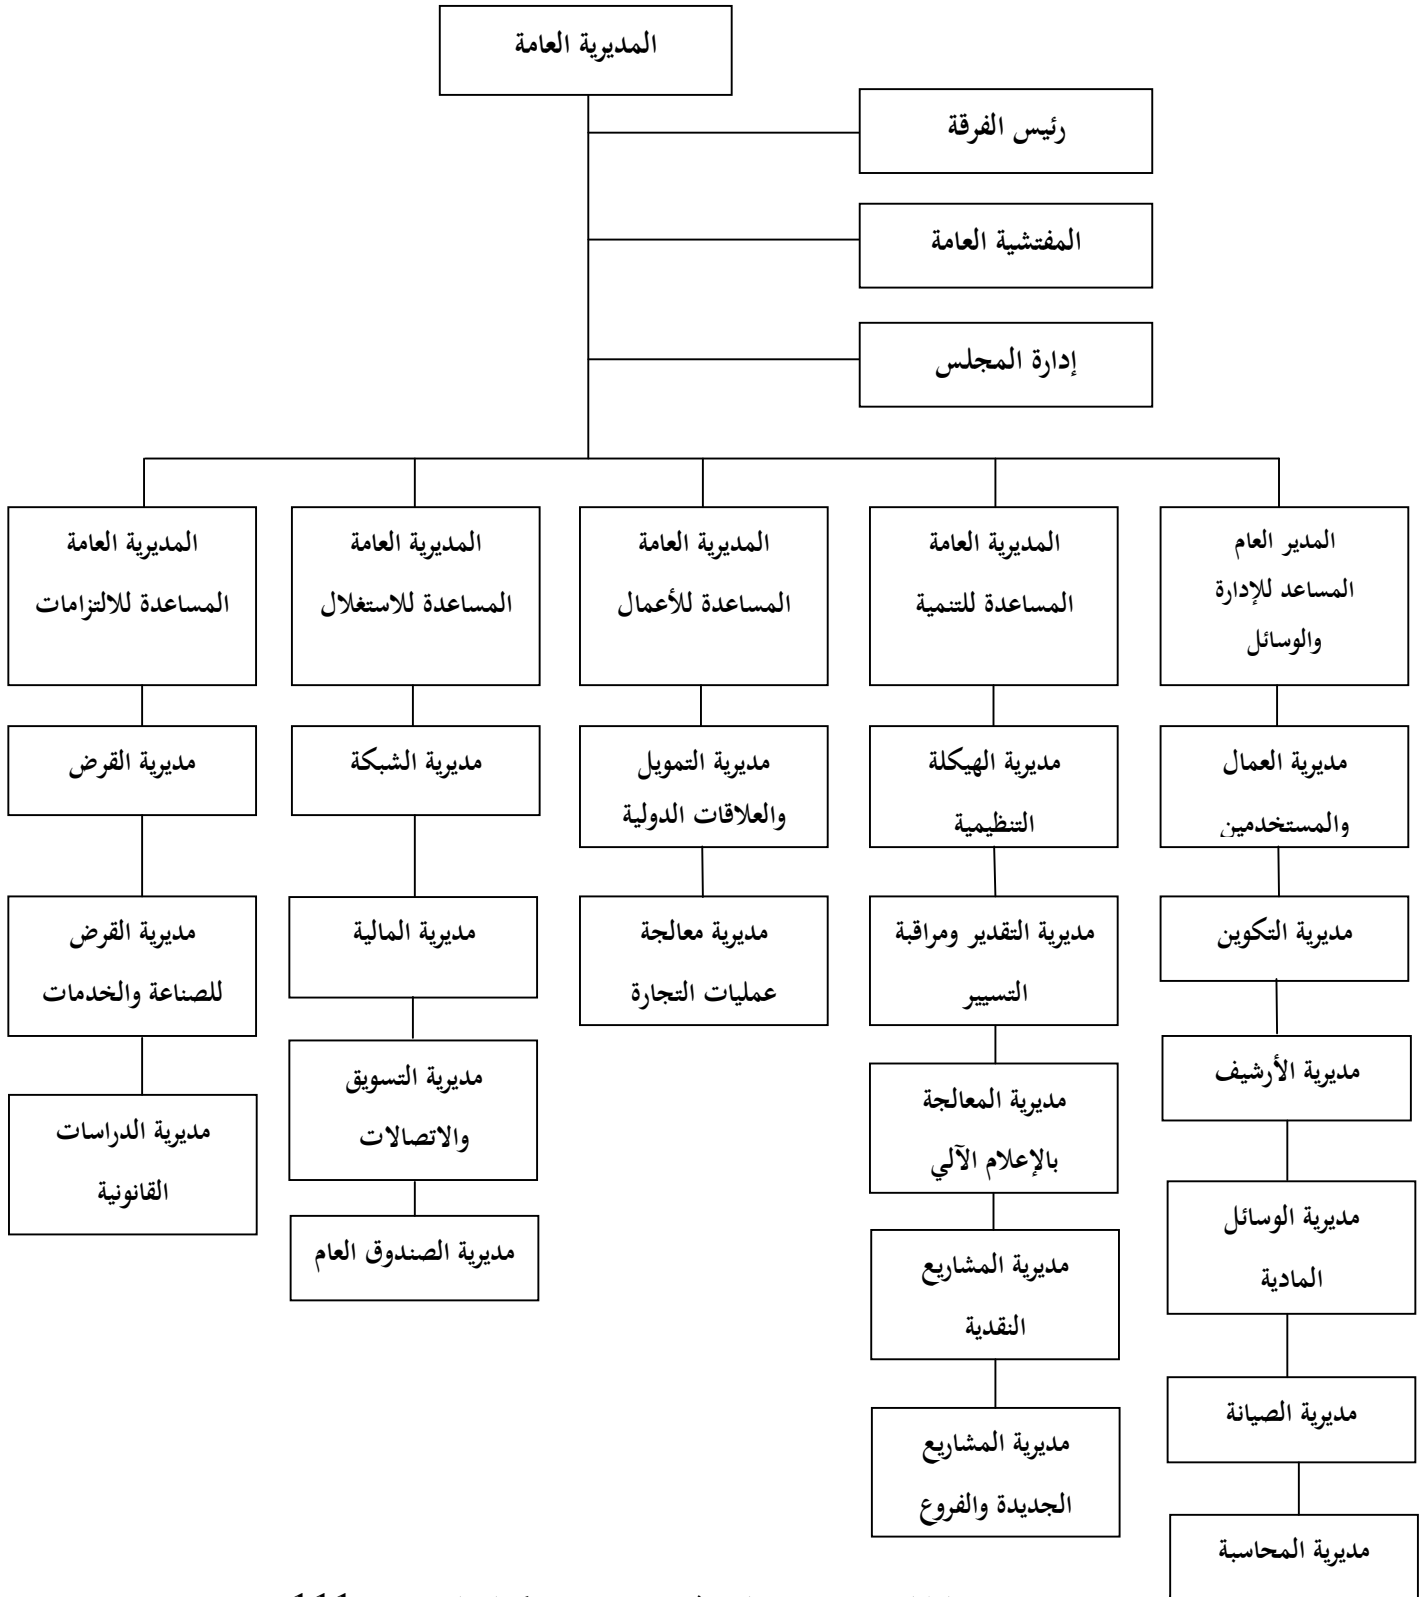 المديرية العامة
رئيس الفرقة
المفتشية العامة
إدارة المجلس
المدير العام
المساعد للإدارة
والوسائل
مديرية العمال
والمستخدمين
مديرية التكوين
مديرية الأرشيف
مديرية الوسائل
المادية
مديرية الصيانة
مديرية المحاسبة
المديرية العامة
المساعدة للتنمية
مديرية الهيكلة
التنظيمية
مديرية التقدير ومراقبة
التسيير
مديرية المعالجة
بالإعلام الآلي
مديرية المشاريع
النقدية
مديرية المشاريع
الجديدة والفروع
المديرية العامة
المساعدة للأعمال
مديرية التمويل
والعلاقات الدولية
مديرية معالجة
عمليات التجارة
المديرية العامة
المساعدة للاستغلال
مديرية الشبكة
مديرية المالية
مديرية التسويق
والاتصالات
مديرية الصندوق العام
المديرية العامة
المساعدة للالتزامات
مديرية القرض
مديرية القرض
للصناعة والخدمات
مديرية الدراسات
القانونية